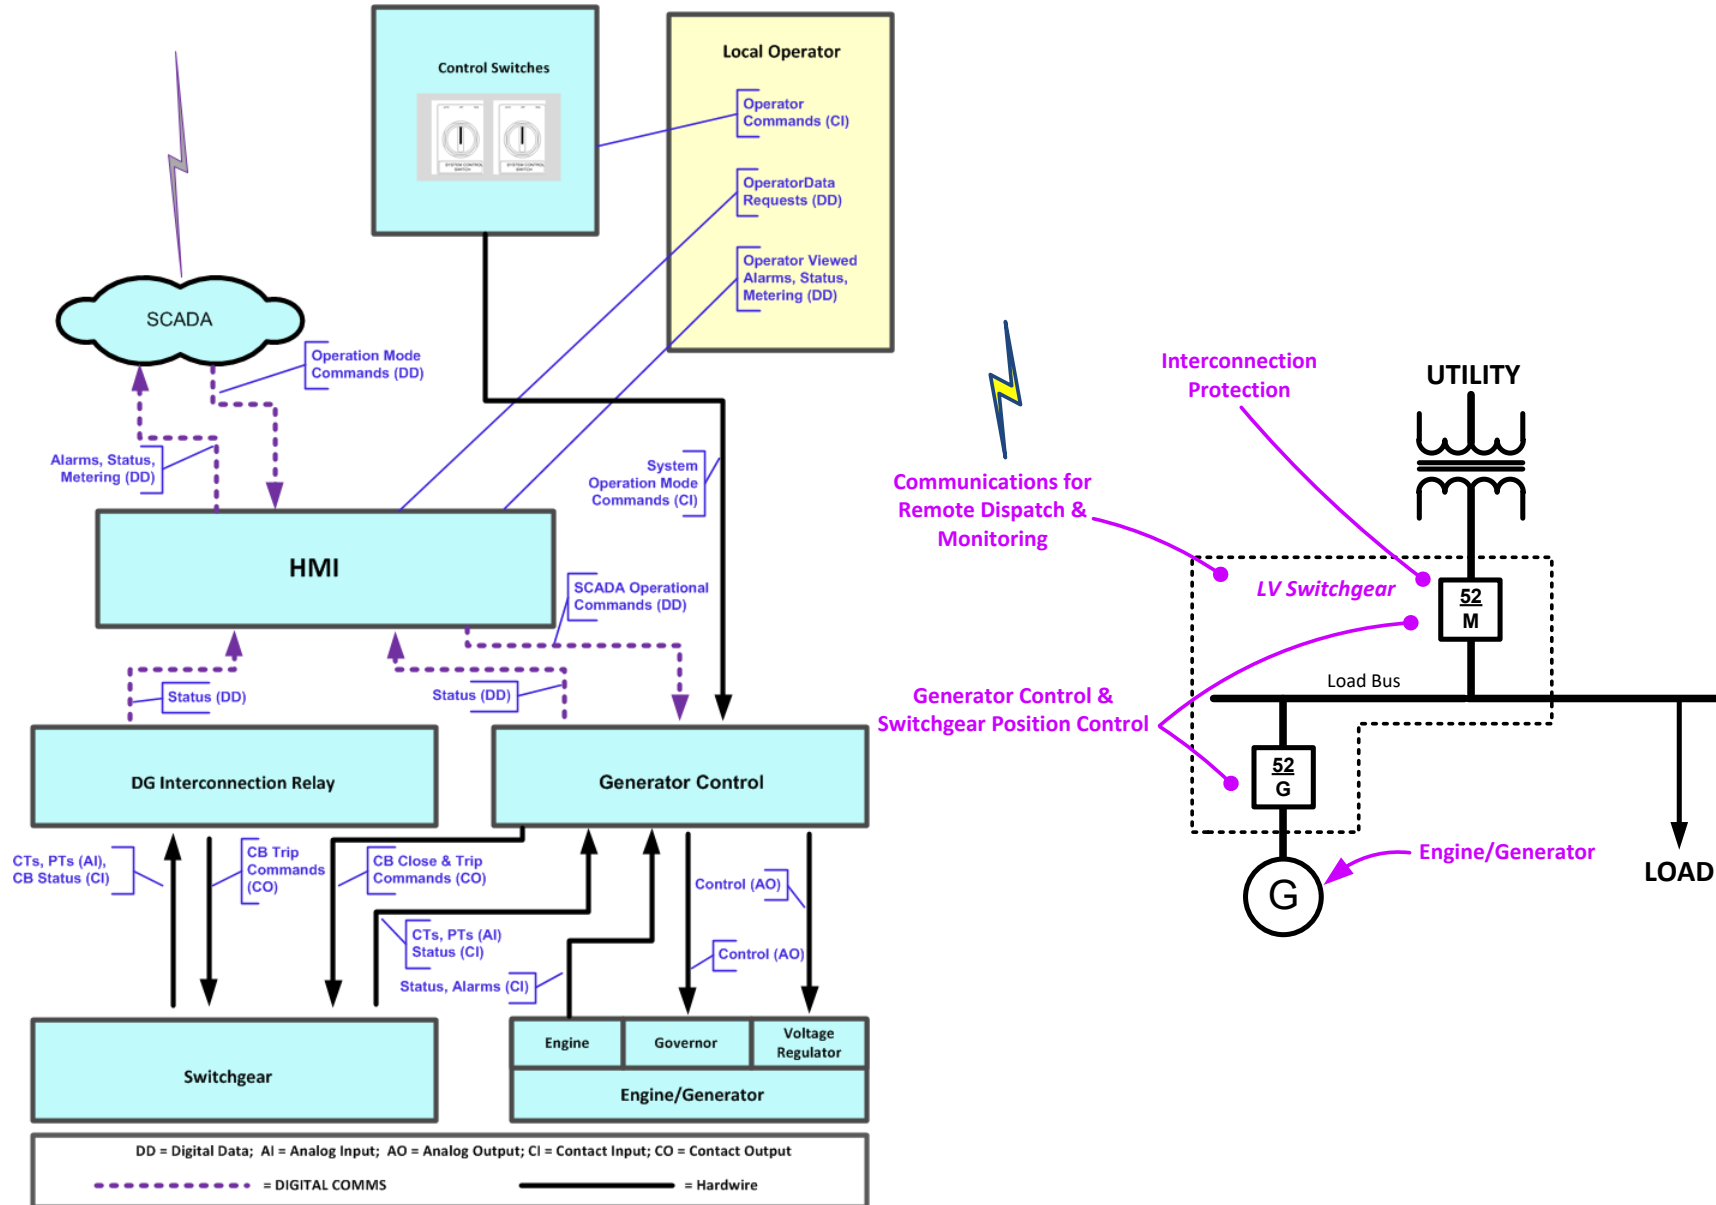 Control Switches
SYSTEM CONTROL
SWITCH
SYSTEM CONTROL
SWITCH
Local Operator
Operator
Commands (CI)
OperatorData
Requests (DD)
Operator Viewed
Alarms, Status,
Metering (DD)
SCADA
Operation Mode
Commands (DD)
Alarms, Status,
Metering (DD)
System
Operation Mode
Commands (CI)
HMI
SCADA Operational
Commands (DD)
Status (DD)
Status (DD)
DG Interconnection Relay
Generator Control
CTs, PTs (AI),
CB Status (CI)
CB Trip
Commands
(CO)
CB Close & Trip
Commands (CO)
CTs, PTs (AI)
Status (CI)
Status, Alarms (CI)
Control (AO)
Control (AO)
Switchgear
Engine
Governor
Voltage
Regulator
Engine/Generator
DD = Digital Data; AI = Analog Input; AO = Analog Output; CI = Contact Input; CO = Contact Output
= DIGITAL COMMS
= Hardwire
Interconnection
Protection
UTILITY
Communications for
Remote Dispatch &
Monitoring
LV Switchgear
52
M
Load Bus
Generator Control &
Switchgear Position Control
52
G
G
Engine/Generator
LOAD